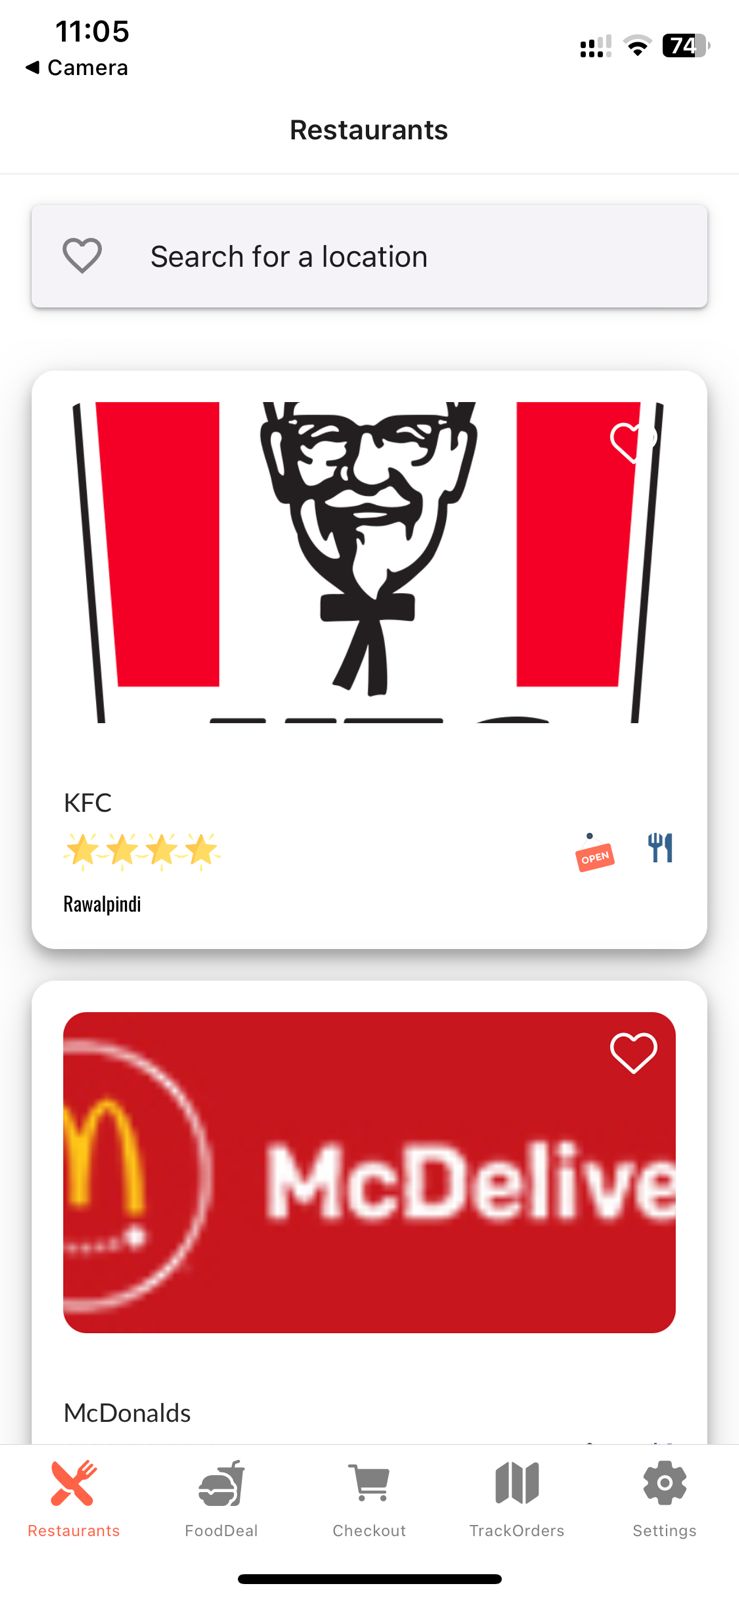 11:05
74
◀ Camera
Restaurants
Search for a location
KFC
OPEN
Rawalpindi
McDelive
McDonalds
Restaurants
FoodDeal
Checkout
TrackOrders
Settings